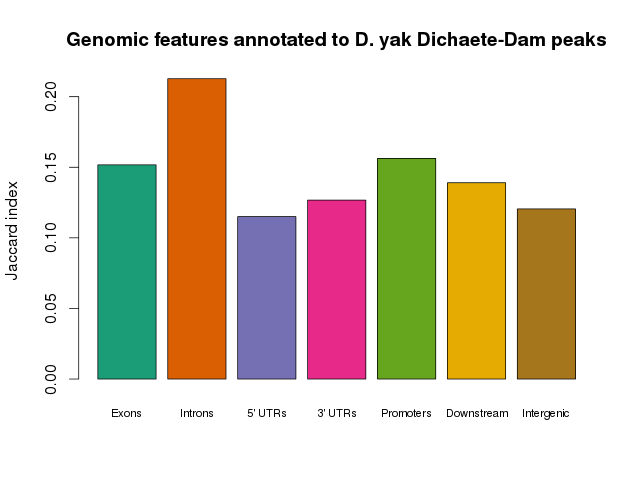 Genomic features annotated to D. yak Dichaete-Dam peaks
Jaccard index
0.20
0.15
0.10
0.05
0.00
Exons Introns 5' UTRs 3' UTRs Promoters Downstream Intergenic